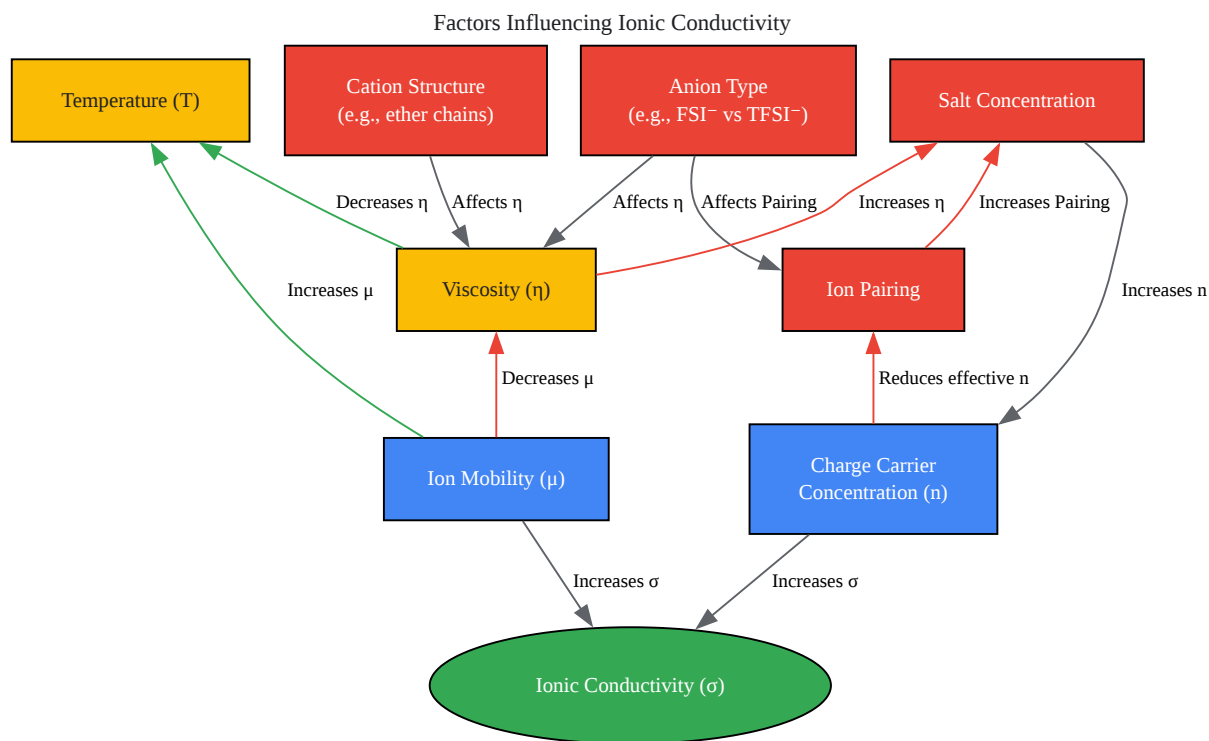 Factors Influencing Ionic Conductivity
Temperature (T)
Cation Structure
(e.g., ether chains)
Anion Type
(e.g., FSI⁻ vs TFSI⁻)
Salt Concentration
Decreases η
Affects η
Affects η
Affects Pairing
Increases η
Increases Pairing
Increases μ
Viscosity (η)
Ion Pairing
Increases n
Decreases μ
Reduces effective n
Ion Mobility (μ)
Charge Carrier
Concentration (n)
Increases σ
Increases σ
Ionic Conductivity (σ)